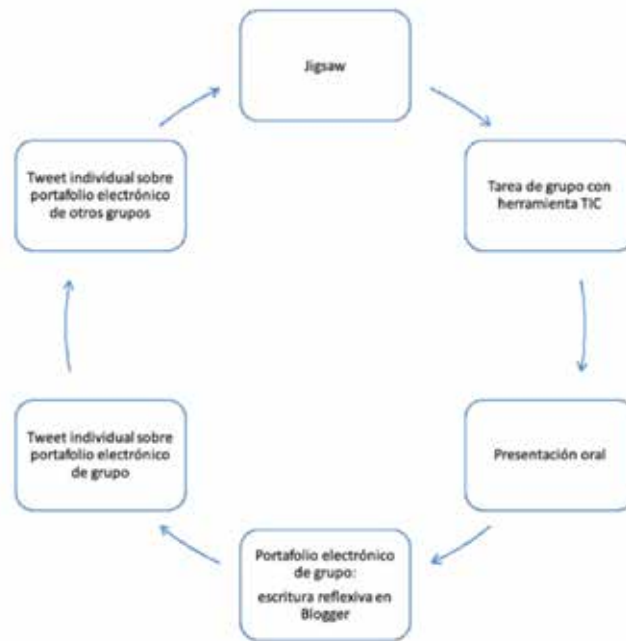 Jigsaw
Tarea de grupo con
herramienta TIC
Presentación oral
Portafolio electrónico
de grupo:
escritura reflexiva en
Blogger
Tweet individual sobre
portafolio electrónico
de grupo
Tweet individual sobre
portafolio electrónico
de otros grupos